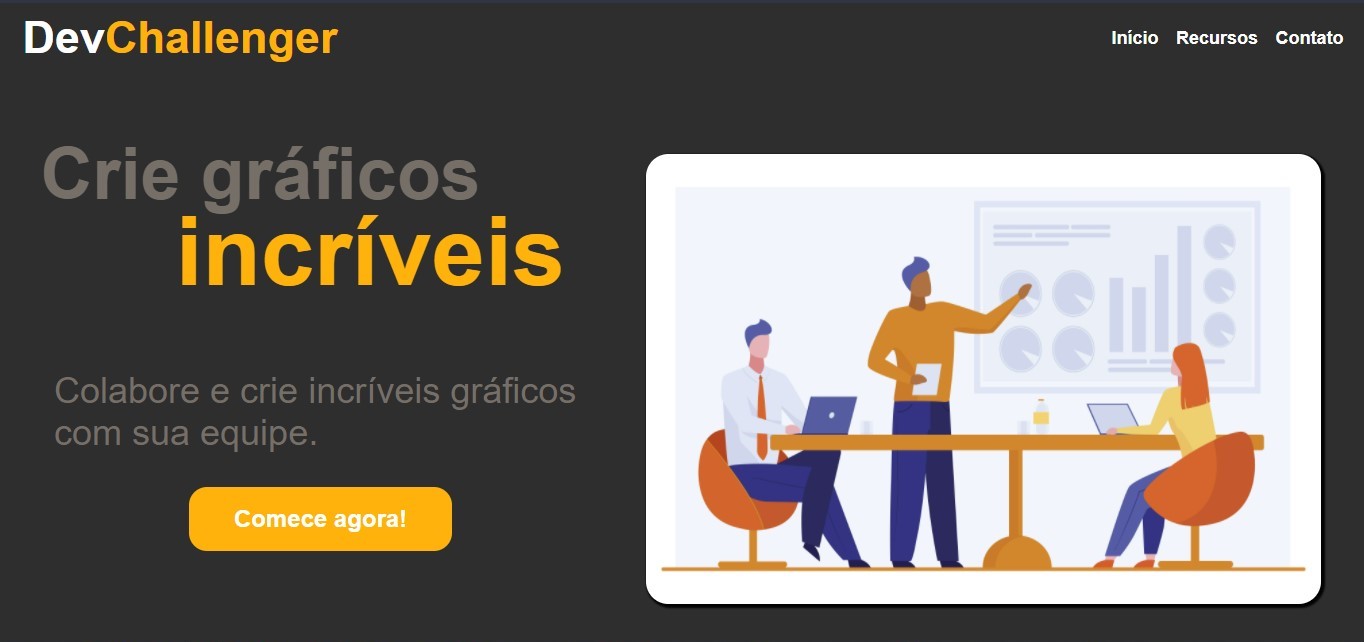 DevChallenger
Início Recursos Contato
Crie gráficos
incríveis
Colabore e crie incríveis gráficos
com sua equipe.
Comece agora!